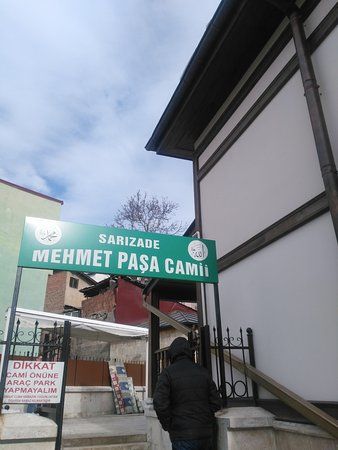 SARIZADE
MEHMET PAŞA CAMİİ
DİKKAT
CAMİ ÖNÜNE
ARAÇ PARK
YAPMAYALIM